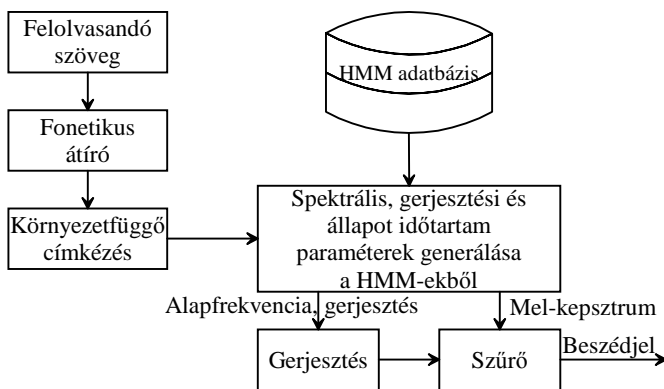 Felolvasandó
szöveg
HMM adatbázis
Fonetikus
átíró
Környezetfüggő
címkézés
Spektrális, gerjesztési és
állapot időtartam
paraméterek generálása
a HMM-ekből
Alapfrekvencia, gerjesztés
Mel-kepsztrum
Gerjesztés
Szűrő
Beszédjel